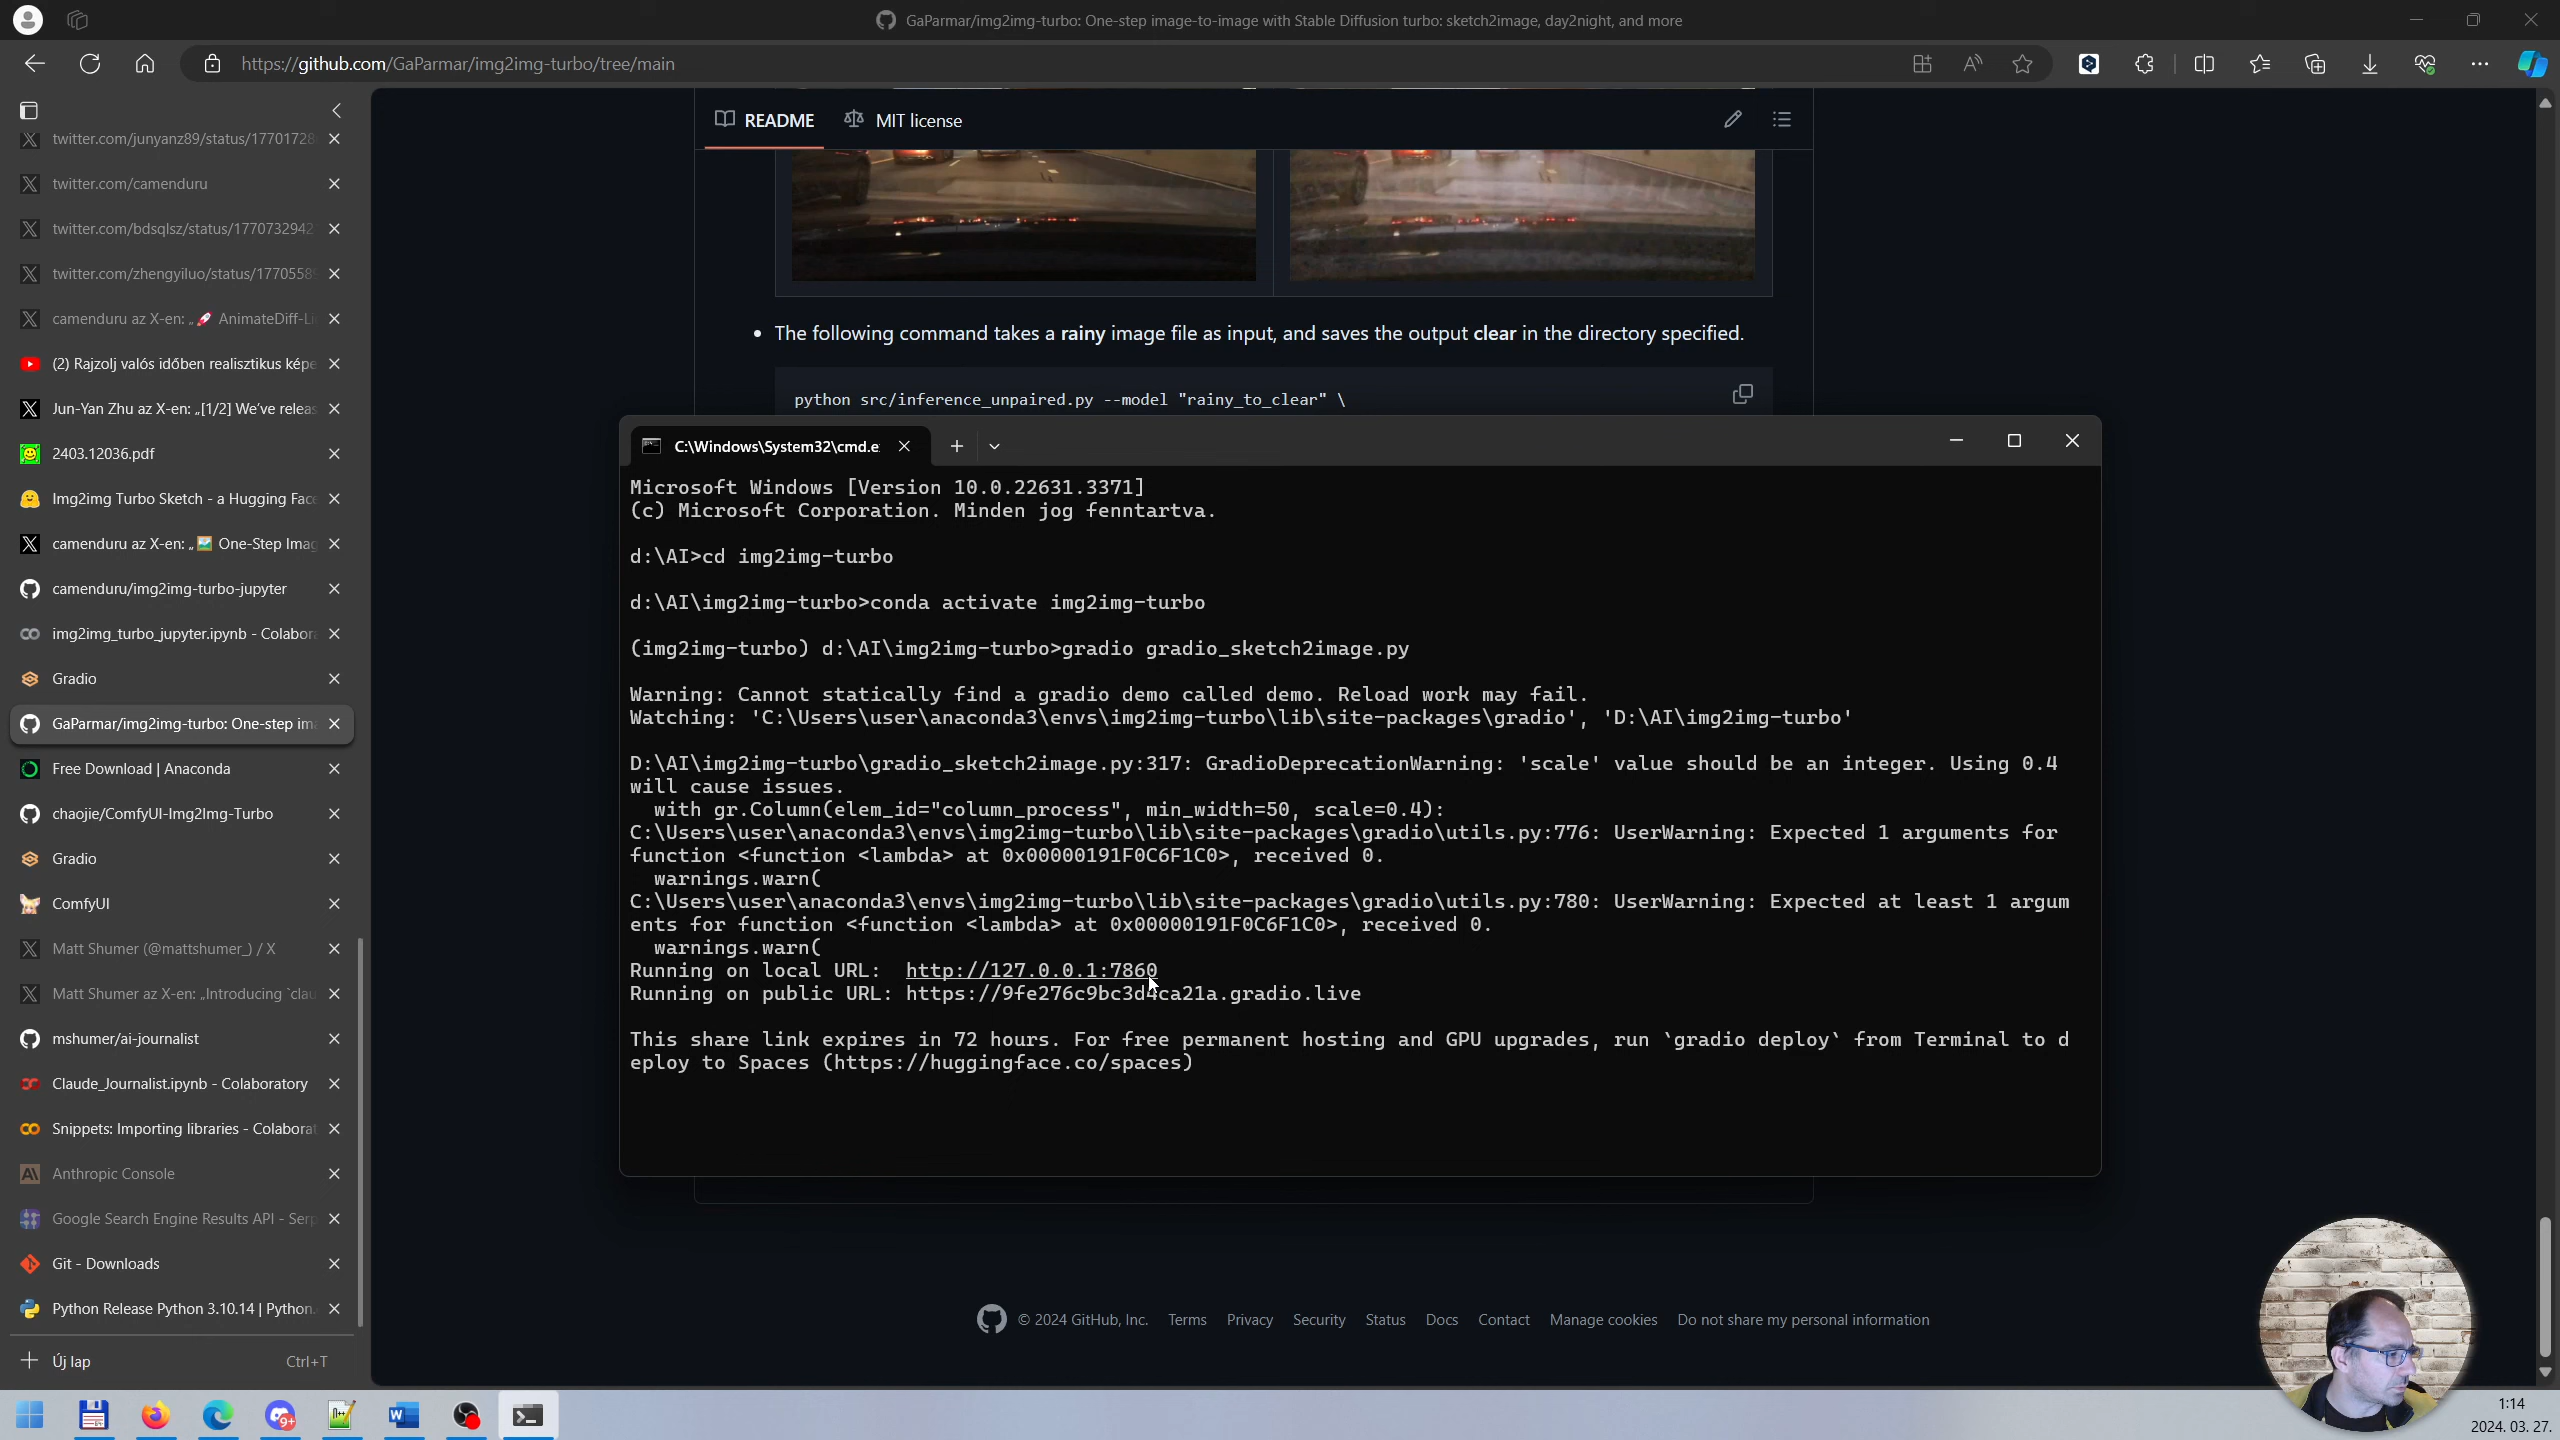 GaParmar/img2img-turbo: One-step image-to-image with Stable Diffusion turbo: sketch2image, day2night, and more
https://github.com/GaParmar/img2img-turbo/tree/main
twitter.com/junyanz89/status/17701728
twitter.com/camenduru
twitter.com/bdsqlsz/status/1770732942
twitter.com/zhengyiluo/status/1770558
camenduru az X-en: „🚀 AnimateDiff-Li
(2) Rajzolj valós időben realisztikus képe
Jun-Yan Zhu az X-en: „[1/2] We've releas
2403.12036.pdf
Img2img Turbo Sketch - a Hugging Face
camenduru az X-en: „🖼️ One-Step Imag
camenduru/img2img-turbo-jupyter
img2img_turbo_jupyter.ipynb - Colabora
Gradio
GaParmar/img2img-turbo: One-step ima
Free Download | Anaconda
chaojie/ComfyUI-Img2Img-Turbo
Gradio
ComfyUI
Matt Shumer (@mattshumer_) / X
Matt Shumer az X-en: „Introducing `clau
mshumer/ai-journalist
Claude_Journalist.ipynb - Colaboratory
Snippets: Importing libraries - Colaborat
Anthropic Console
Google Search Engine Results API - Serp
Git - Downloads
Python Release Python 3.10.14 | Python.
Új lap Ctrl+T
README MIT license
• The following command takes a rainy image file as input, and saves the output clear in the directory specified.
python src/inference_unpaired.py --model "rainy_to_clear" \
C:\Windows\System32\cmd.e
Microsoft Windows [Version 10.0.22631.3371]
(c) Microsoft Corporation. Minden jog fenntartva.
d:\AI>cd img2img-turbo
d:\AI\img2img-turbo>conda activate img2img-turbo
(img2img-turbo) d:\AI\img2img-turbo>gradio gradio_sketch2image.py
Warning: Cannot statically find a gradio demo called demo. Reload work may fail.
Watching: 'C:\Users\user\anaconda3\envs\img2img-turbo\lib\site-packages\gradio', 'D:\AI\img2img-turbo'
D:\AI\img2img-turbo\gradio_sketch2image.py:317: GradioDeprecationWarning: 'scale' value should be an integer. Using 0.4
will cause issues.
with gr.Column(elem_id="column_process", min_width=50, scale=0.4):
C:\Users\user\anaconda3\envs\img2img-turbo\lib\site-packages\gradio\utils.py:776: UserWarning: Expected 1 arguments for
function <function <lambda> at 0x00000191F0C6F1C0>, received 0.
warnings.warn(
C:\Users\user\anaconda3\envs\img2img-turbo\lib\site-packages\gradio\utils.py:780: UserWarning: Expected at least 1 argum
ents for function <function <lambda> at 0x00000191F0C6F1C0>, received 0.
warnings.warn(
Running on local URL:  http://127.0.0.1:7860
Running on public URL: https://9fe276c9bc3d4ca21a.gradio.live
This share link expires in 72 hours. For free permanent hosting and GPU upgrades, run `gradio deploy` from Terminal to d
eploy to Spaces (https://huggingface.co/spaces)
© 2024 GitHub, Inc. Terms Privacy Security Status Docs Contact Manage cookies Do not share my personal information
9+
1:14
2024. 03. 27.